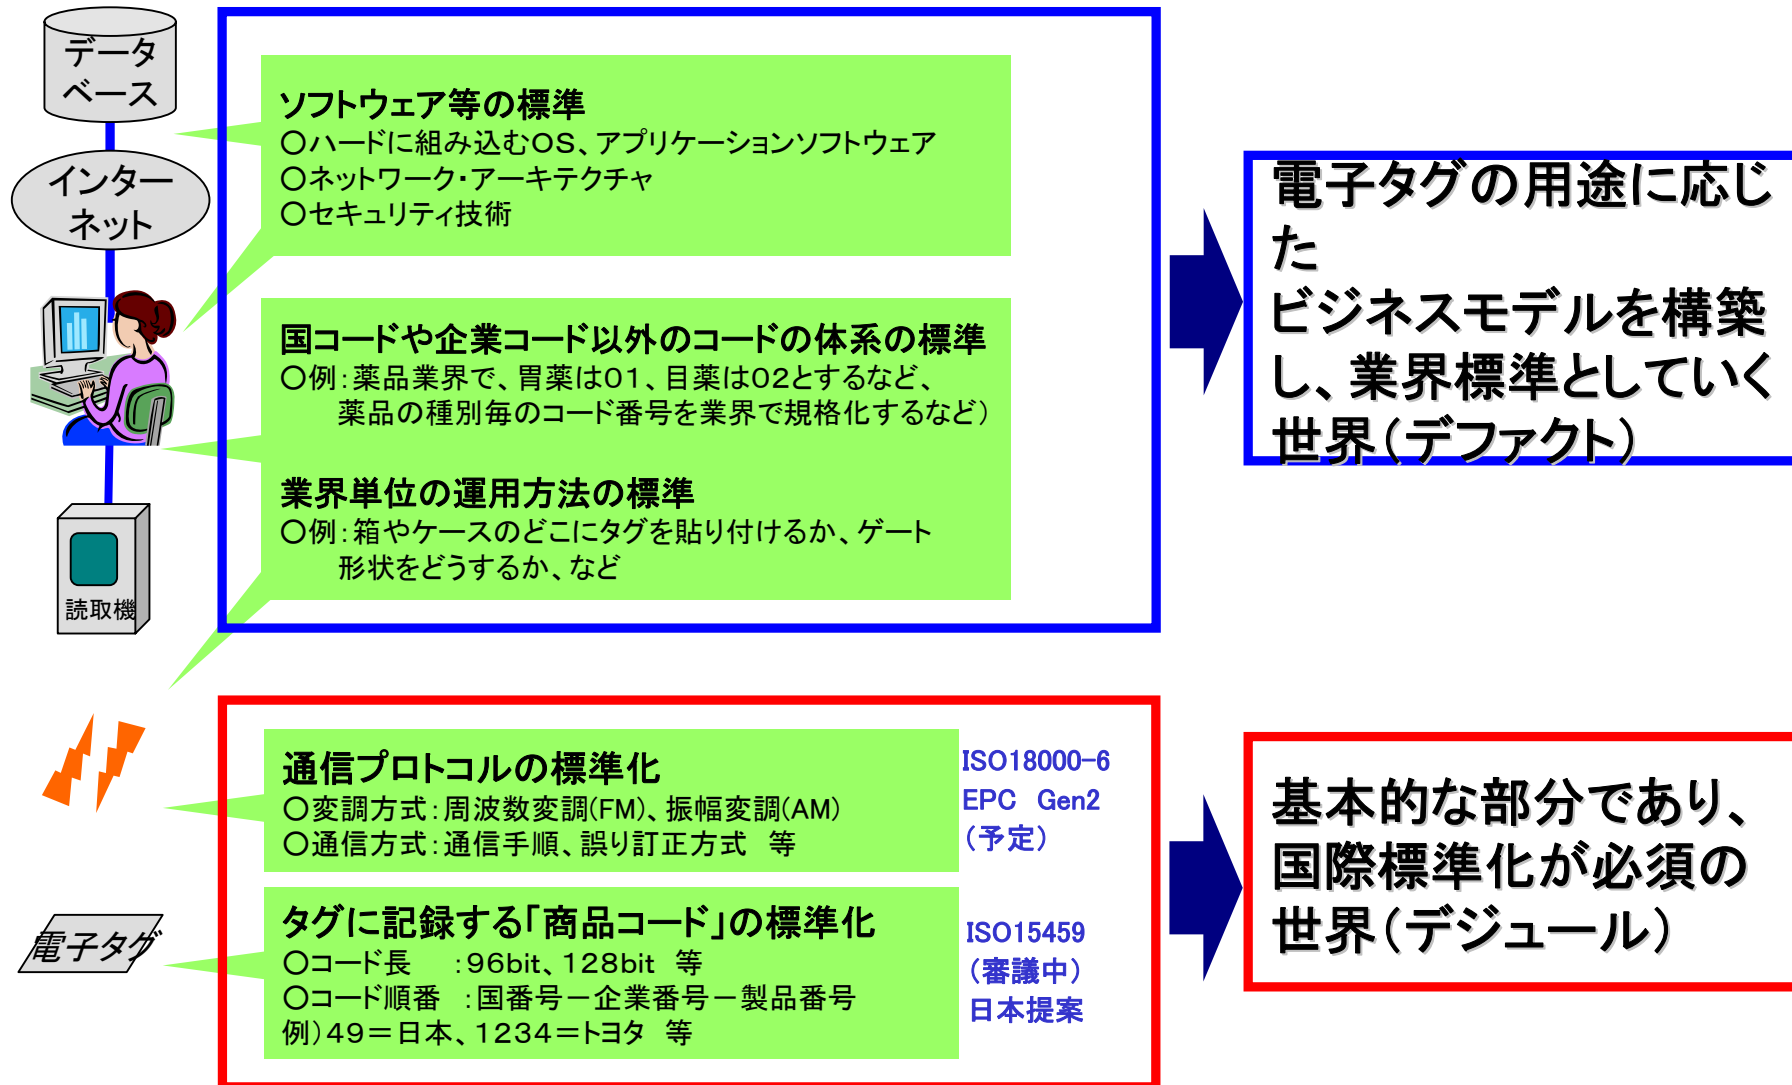 データ
ベース
インター
ネット
読取機
電子タグ
ソフトウェア等の標準
○ハードに組み込むOS、アプリケーションソフトウェア
○ネットワーク・アーキテクチャ
○セキュリティ技術
国コードや企業コード以外のコードの体系の標準
○例：薬品業界で、胃薬は01、目薬は02とするなど、
薬品の種別毎のコード番号を業界で規格化するなど）
業界単位の運用方法の標準
○例：箱やケースのどこにタグを貼り付けるか、ゲート
形状をどうするか、など
電子タグの用途に応じ
た
ビジネスモデルを構築
し、業界標準としていく
世界（デファクト）
通信プロトコルの標準化
○変調方式：周波数変調(FM)、振幅変調(AM)
○通信方式：通信手順、誤り訂正方式　等
ISO18000-6
EPC　Gen2
（予定）
タグに記録する「商品コード」の標準化
○コード長　：96bit、128bit　等
○コード順番　：国番号－企業番号－製品番号
例）49＝日本、1234＝トヨタ　等
ISO15459
（審議中）
日本提案
基本的な部分であり、
国際標準化が必須の
世界（デジュール）